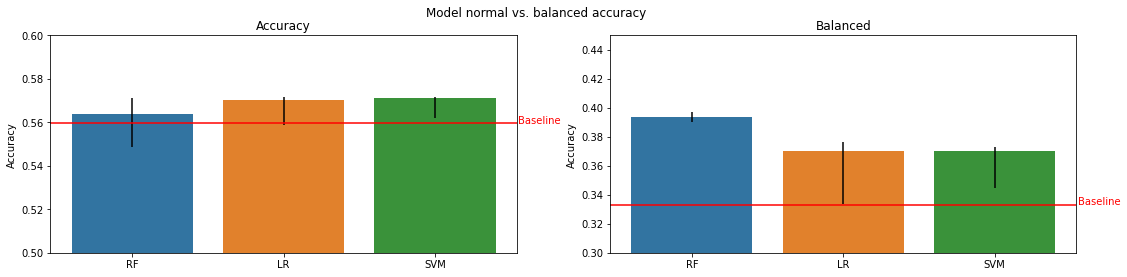 Model normal vs. balanced accuracy
Accuracy
Accuracy
0.60
0.58
0.56
0.54
0.52
0.50
RF
LR
SVM
Baseline
Balanced
Accuracy
0.44
0.42
0.40
0.38
0.36
0.34
0.32
0.30
RF
LR
SVM
Baseline